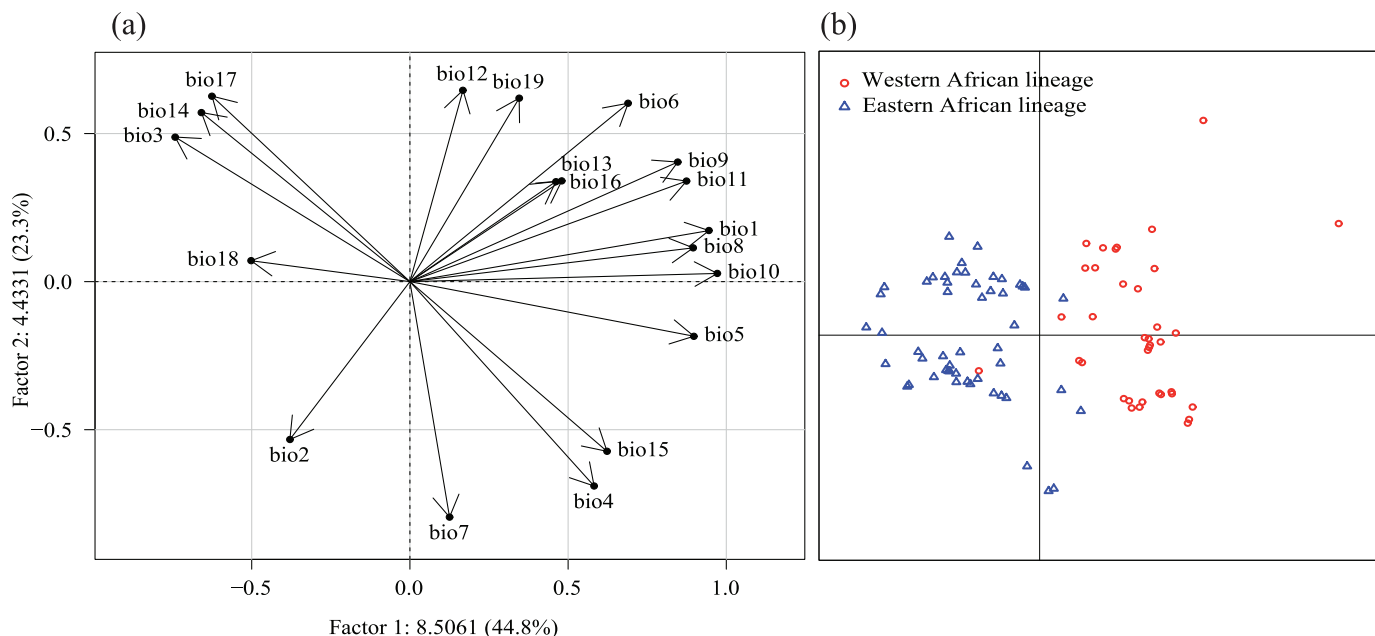 (a)
(b)
bio17
bio14
bio3
bio12
bio19
bio6
bio13
bio16
bio9
bio11
bio1
bio8
bio10
bio18
bio5
bio2
bio15
bio4
bio7
0.5
0.0
−0.5
Factor 2: 4.4331 (23.3%)
−0.5
0.0
0.5
1.0
Factor 1: 8.5061 (44.8%)
Western African lineage
Eastern African lineage